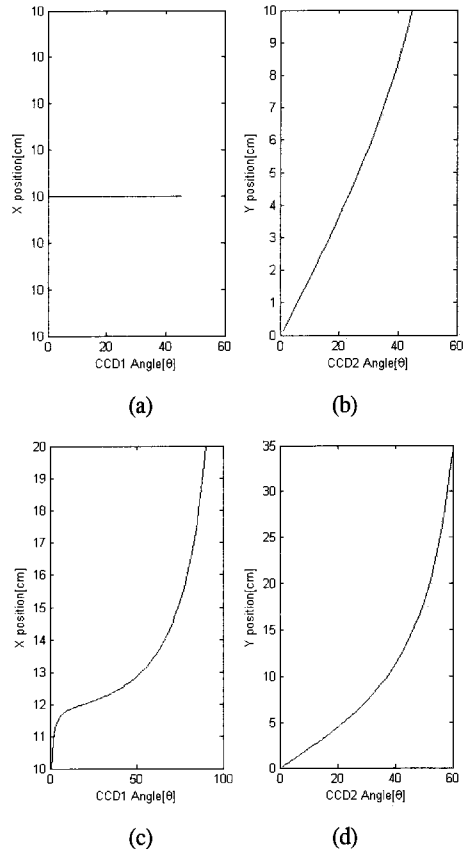 10
10
10
10
10
10
10
10
X position[cm]
0 20 40 60
CCD1 Angle[θ]
(a)
10
9
8
7
6
5
4
3
2
1
0
Y position[cm]
0 20 40 60
CCD2 Angle[θ]
(b)
20
19
18
17
16
15
14
13
12
11
10
X position[cm]
0 50 100
CCD1 Angle[θ]
(c)
35
30
25
20
15
10
5
0
Y position[cm]
0 20 40 60
CCD2 Angle[θ]
(d)